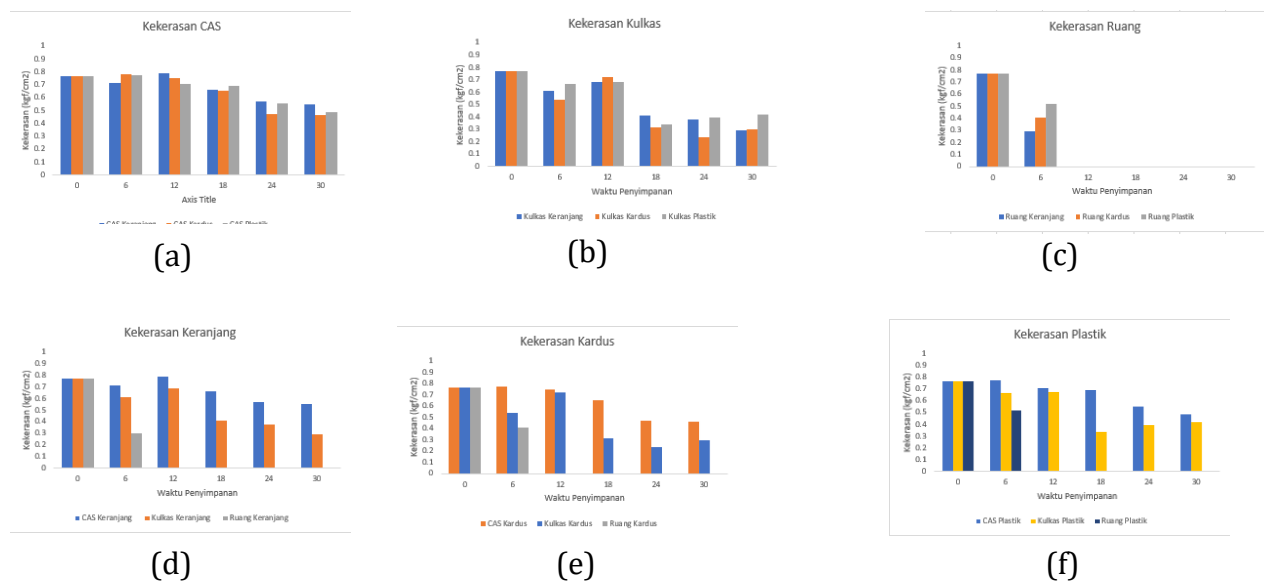 Kekerasan CAS
Kekerasan (kgf/cm2)
1
0.9
0.8
0.7
0.6
0.5
0.4
0.3
0.2
0.1
0
0 6 12 18 24 30
Axis Title
CAS Keranjang CAS Kardus CAS Plastik
(a)
Kekerasan Kulkas
Kekerasan (kgf/cm2)
1
0.9
0.8
0.7
0.6
0.5
0.4
0.3
0.2
0.1
0
0 6 12 18 24 30
Waktu Penyimpanan
Kulkas Keranjang Kulkas Kardus Kulkas Plastik
(b)
Kekerasan Ruang
Kekerasan (kgf/cm2)
1
0.9
0.8
0.7
0.6
0.5
0.4
0.3
0.2
0.1
0
0 6 12 18 24 30
Waktu Penyimpanan
Ruang Keranjang Ruang Kardus Ruang Plastik
(c)
Kekerasan Keranjang
Kekerasan (kgf/cm2)
1
0.9
0.8
0.7
0.6
0.5
0.4
0.3
0.2
0.1
0
0 6 12 18 24 30
Waktu Penyimpanan
CAS Keranjang Kulkas Keranjang Ruang Keranjang
(d)
Kekerasan Kardus
Kekerasan (kgf/cm2)
1
0.9
0.8
0.7
0.6
0.5
0.4
0.3
0.2
0.1
0
0 6 12 18 24 30
Waktu Penyimpanan
CAS Kardus Kulkas Kardus Ruang Kardus
(e)
Kekerasan Plastik
Kekerasan (kgf/cm2)
1
0.9
0.8
0.7
0.6
0.5
0.4
0.3
0.2
0.1
0
0 6 12 18 24 30
Waktu Penyimpanan
CAS Plastik Kulkas Plastik Ruang Plastik
(f)